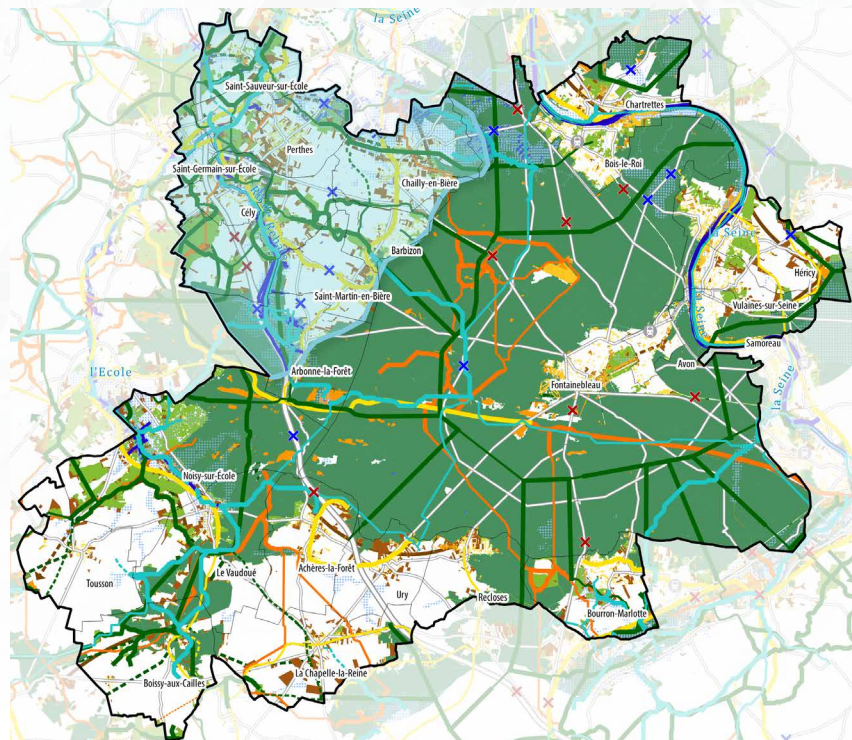 la Seine
Saint-Sauveur-sur-École
Chartrettes
Perthes
Bois-le-Roi
Saint-Germain-sur-École
Chailly-en-Bière
Cély
la Seine
Barbizon
Héricy
Saint-Martin-en-Bière
Vulaines-sur-Seine
la Seine
Samoreau
l'Ecole
Arbonne-la-Forêt
Avon
Fontainebleau
la Seine
Noisy-sur-École
Achères-la-Forêt
Le Vaudoué
Tousson
Ury
Recloses
Bourron-Marlotte
La Chapelle-la-Reine
Boissy-aux-Cailles